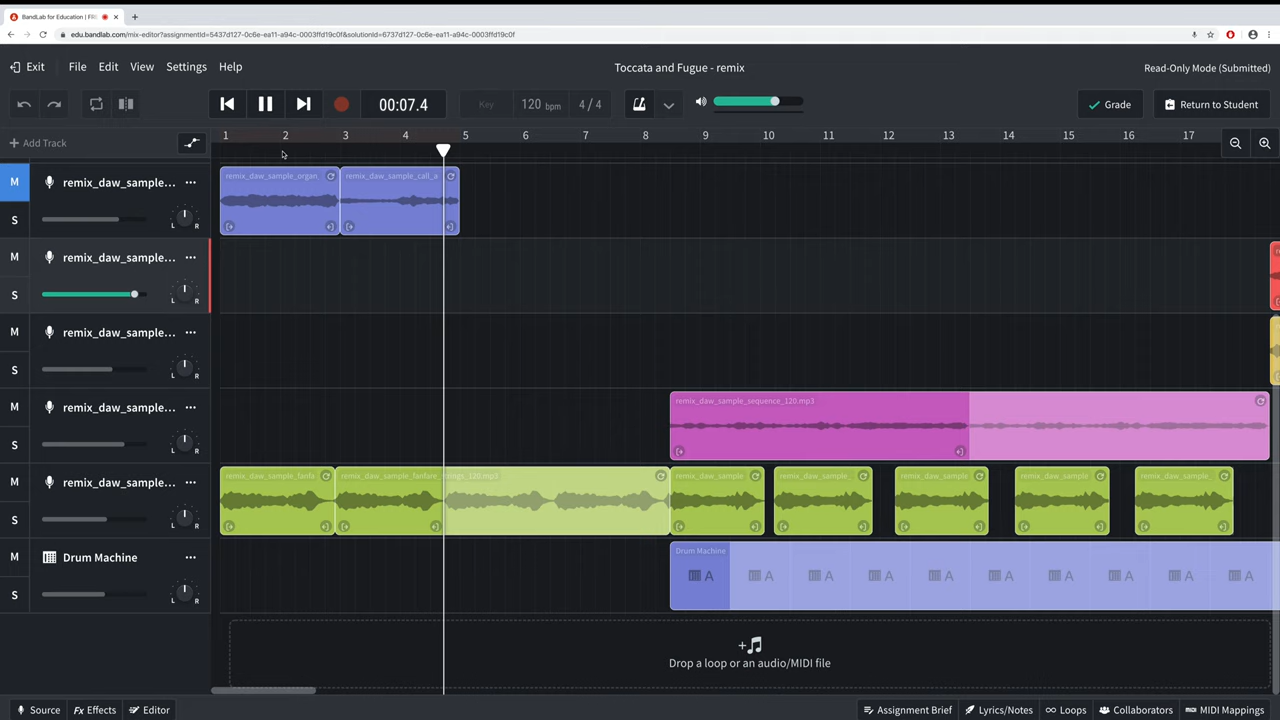 BandLab for Education | FRE
edu.bandlab.com/mix-editor?assignmentId=5437d127-0c6e-ea11-a94c-0003ffd19c0f&solutionId=6737d127-0c6e-ea11-a94c-0003ffd19c0f
Exit File Edit View Settings Help Toccata and Fugue - remix Read-Only Mode (Submitted)
00:07.4 Key 120 bpm 4 / 4 Grade Return to Student
1 2 3 4 5 6 7 8 9 10 11 12 13 14 15 16 17
+ Add Track
M remix_daw_sample... remix_daw_sample_organ_ remix_daw_sample_call_a
S L R
M remix_daw_sample...
S L R
M remix_daw_sample...
S L R
M remix_daw_sample... remix_daw_sample_sequence_120.mp3
S L R
M remix_daw_sample... remix_daw_sample_fanfa remix_daw_sample_fanfare_ ings_120.mp3 remix_daw_sample remix_daw_sample_ remix_daw_sample remix_daw_sample_ remix_daw_sample_
S L R
M Drum Machine Drum Machine
A A A A A A A A A A
S L R
Drop a loop or an audio/MIDI file
Source Fx Effects Editor Assignment Brief Lyrics/Notes Loops Collaborators MIDI Mappings